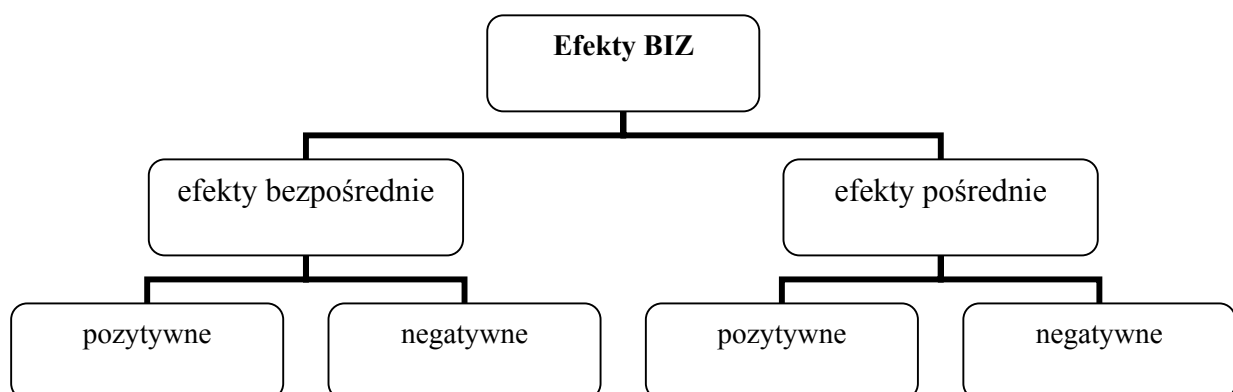 Efekty BIZ
efekty bezpośrednie
efekty pośrednie
pozytywne
negatywne
pozytywne
negatywne